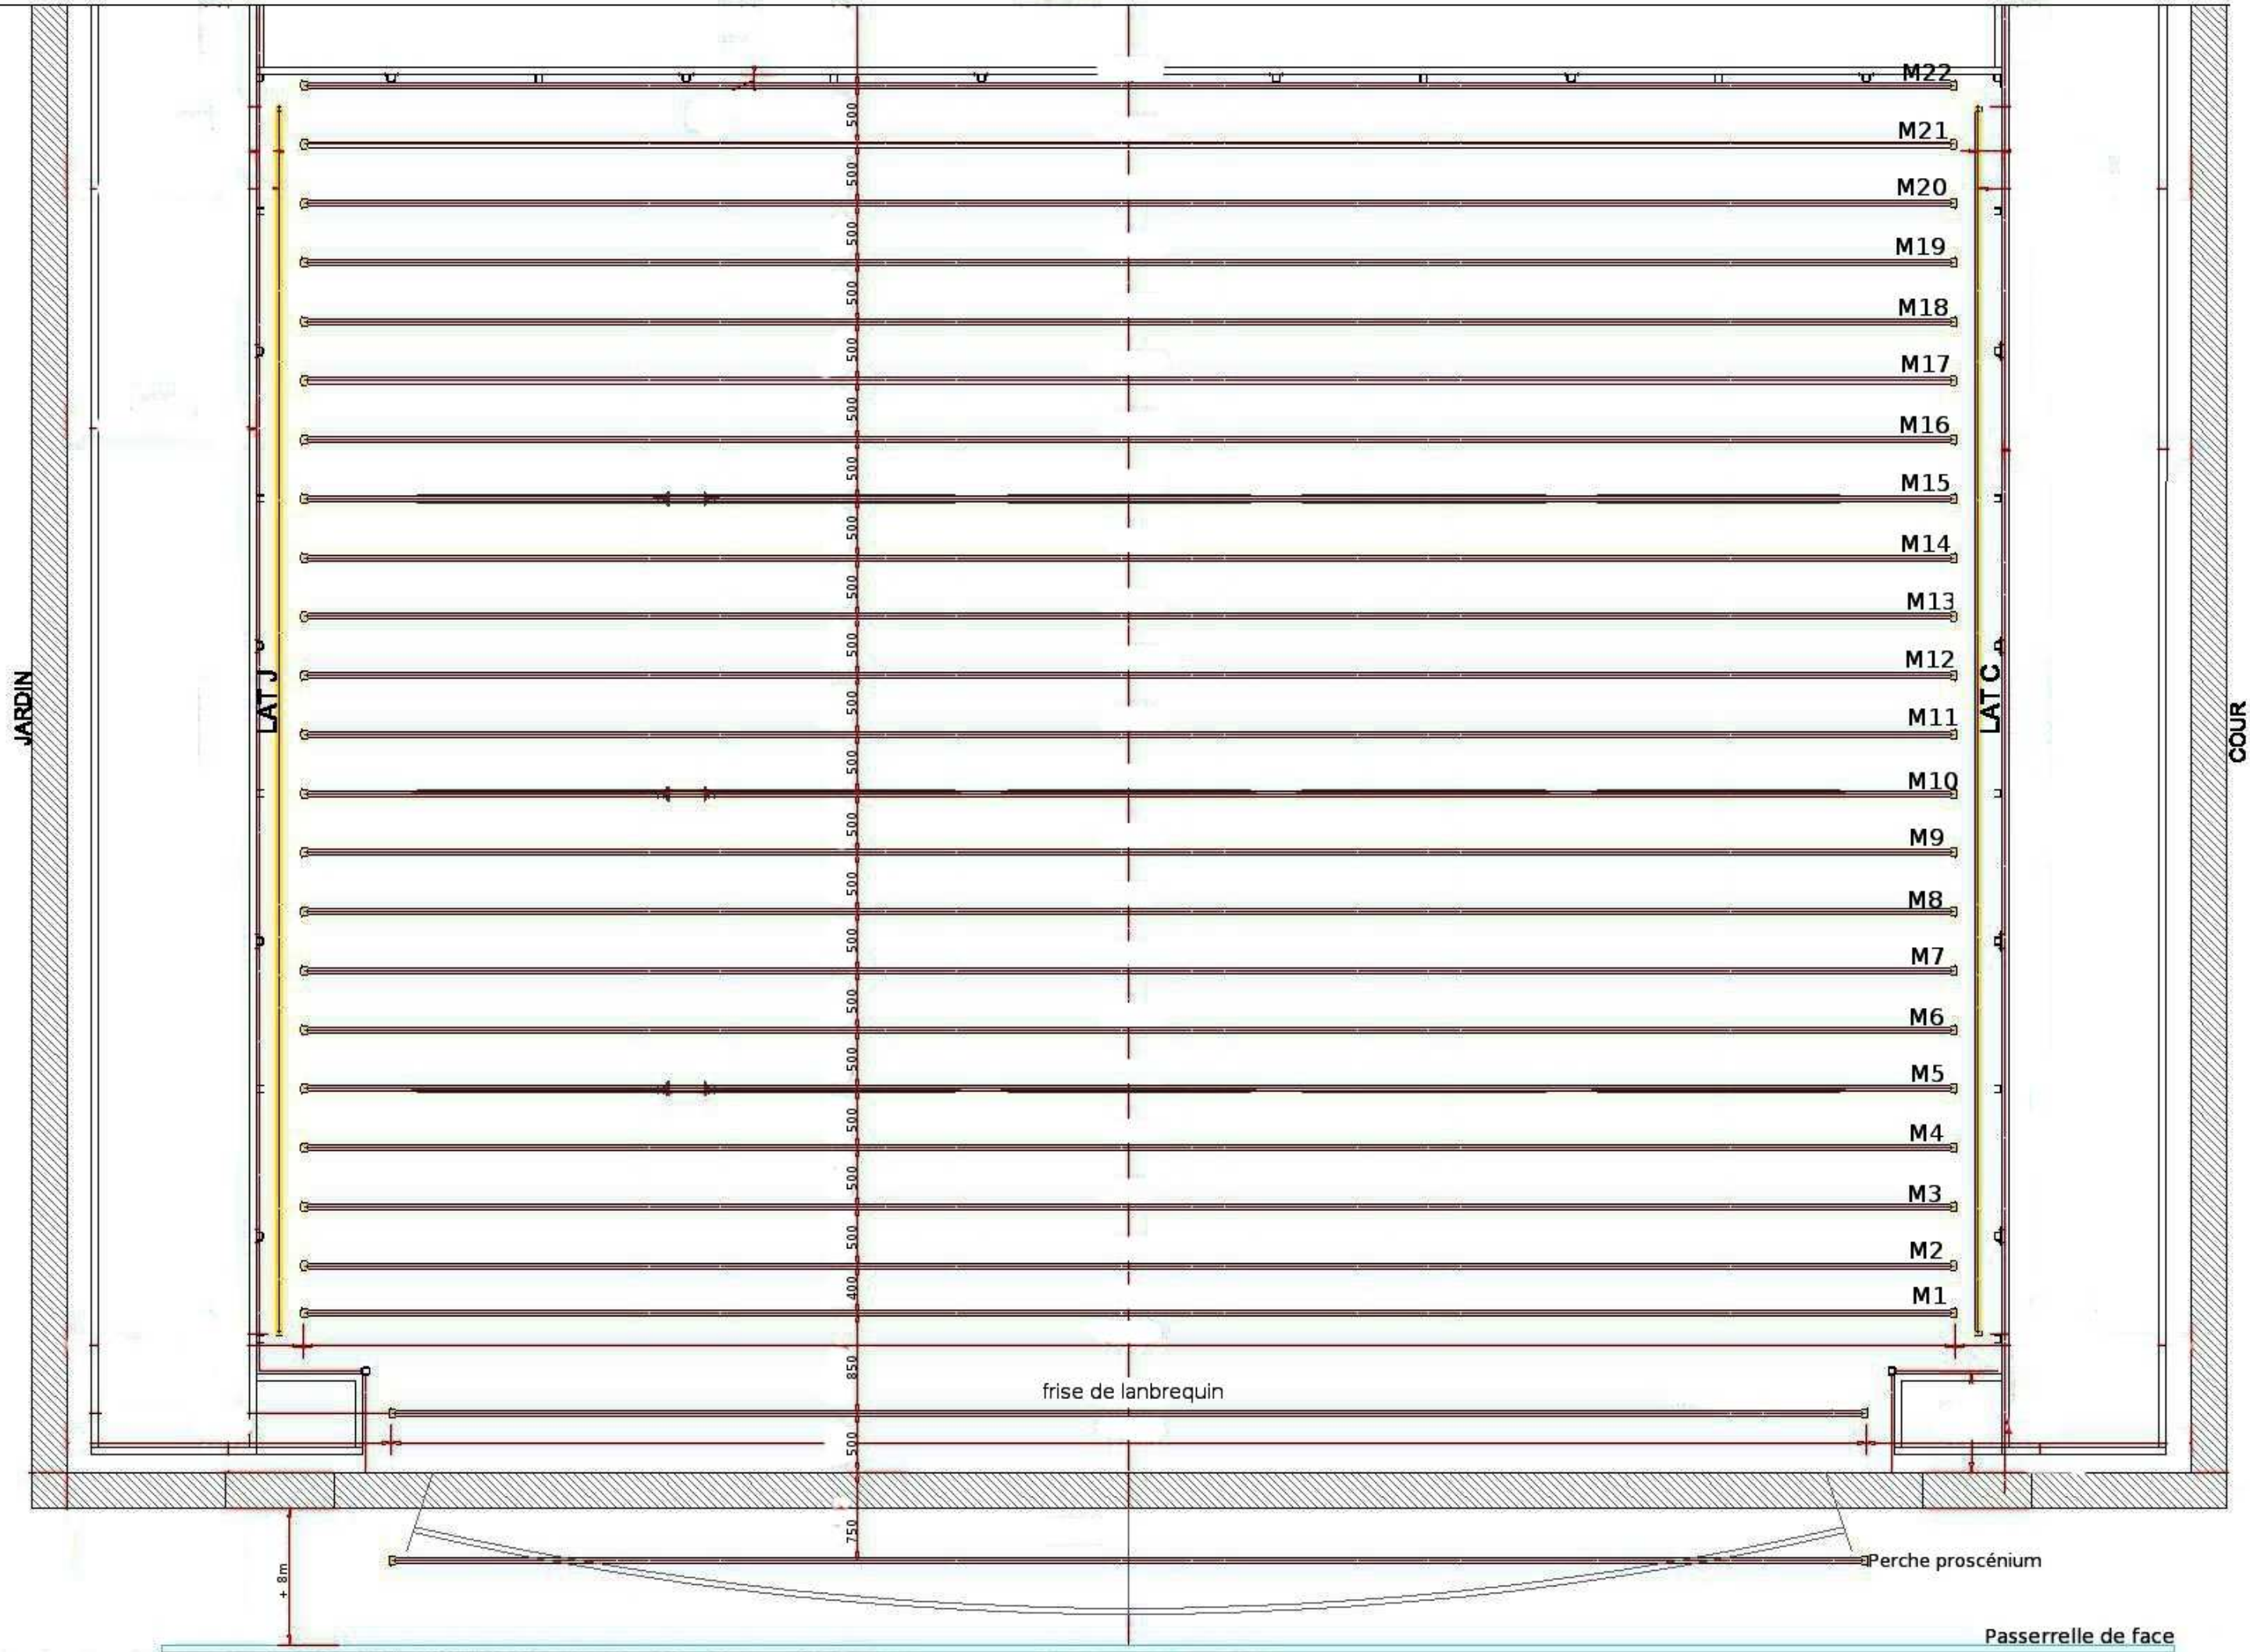 M22
500
M21
500
M20
500
M19
500
M18
500
M17
500
M16
500
M15
500
M14
500
M13
500
M12
500
M11
500
M10
500
M9
500
M8
500
M7
500
M6
500
M5
500
M4
500
M3
500
M2
400
M1
850
frise de lanbrequin
500
750
Perche proscénium
+ 8m
Passerrelle de face
JARDIN
LAT J
LAT C
COUR